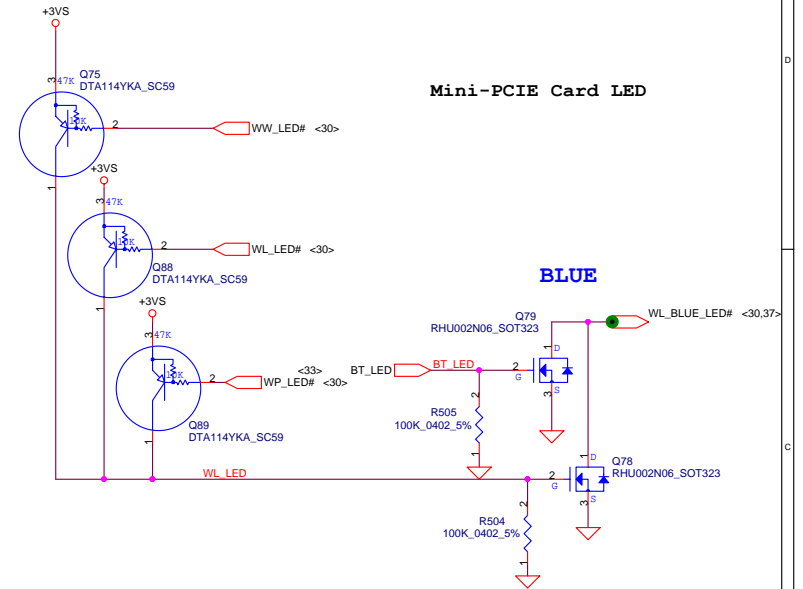 +3VS
3
47K
Q75
DTA114YKA_SC59
10K
2
WW_LED# <30>
1
Mini-PCIE Card LED
D
+3VS
3
47K
10K
2
WL_LED# <30>
Q88
DTA114YKA_SC59
1
BLUE
+3VS
3
47K
10K
2
<33>
WP_LED# <30>
Q89
DTA114YKA_SC59
1
Q79
RHU002N06_SOT323
WL_BLUE_LED# <30,37>
BT_LED
BT_LED
2
G
1
D
3
S
R505
100K_0402_5%
2
1
C
WL_LED
2
G
1
D
3
S
Q78
RHU002N06_SOT323
R504
100K_0402_5%
2
1